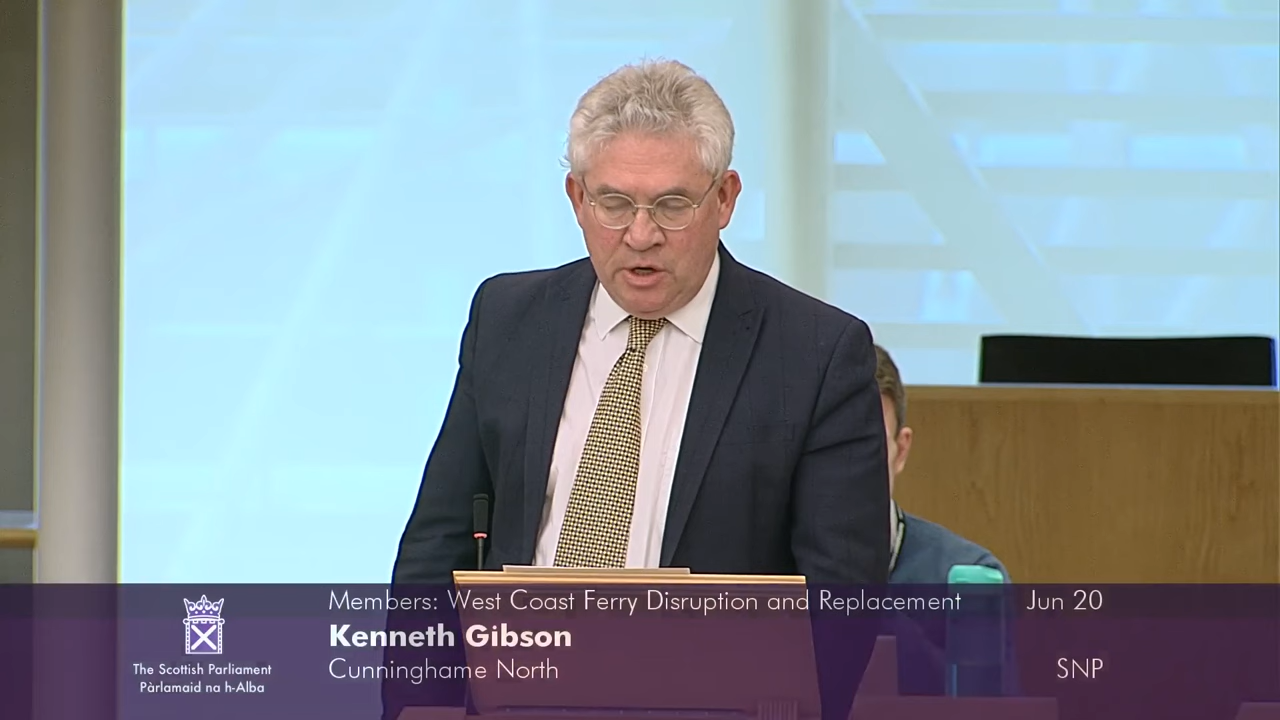 Members: West Coast Ferry Disruption and Replacement Jun 20
Kenneth Gibson
Cunninghame North SNP
The Scottish Parliament
Pàrlamaid na h-Alba